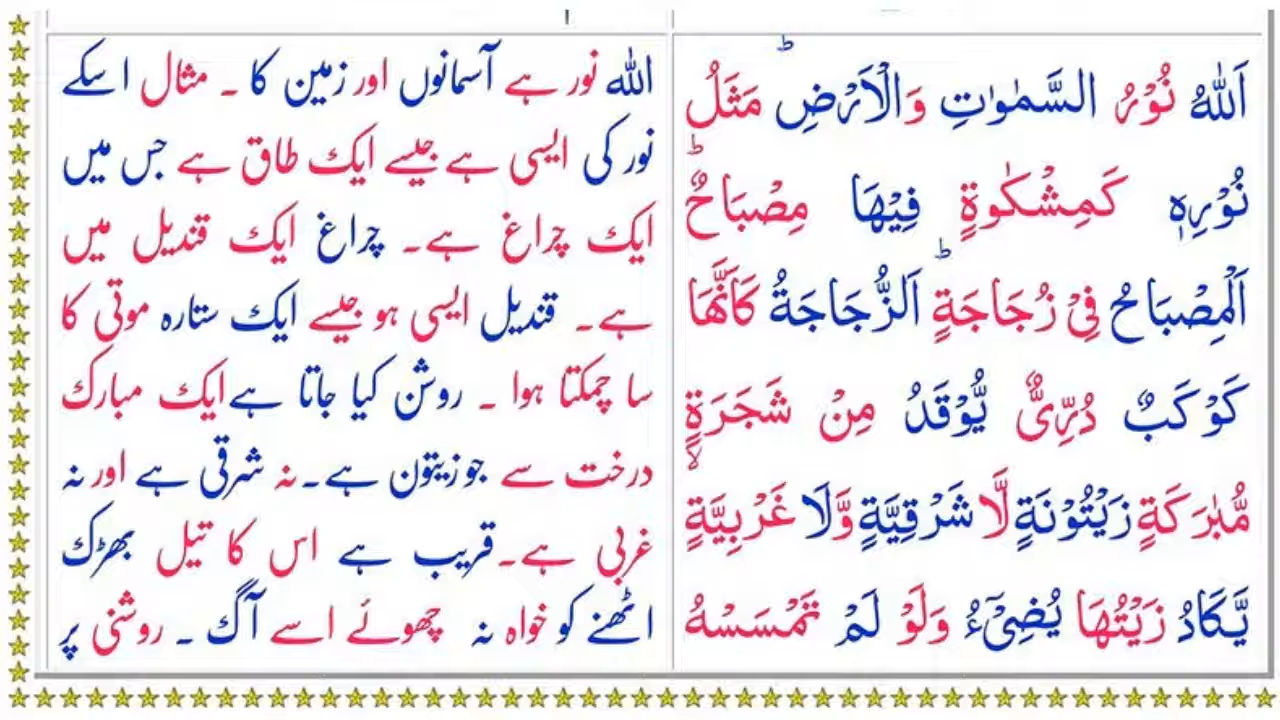 اَللّٰهُ نُوْرُ السَّمٰوٰتِ وَالْاَرْضِ ؕ مَثَلُ
نُوْرِهٖ كَمِشْكٰوةٍ فِيْهَا مِصْبَاحٌ ؕ
اَلْمِصْبَاحُ فِيْ زُجَاجَةٍ ؕ اَلزُّجَاجَةُ كَاَنَّهَا
كَوْكَبٌ دُرِّيٌّ يُّوْقَدُ مِنْ شَجَرَةٍ
مُّبٰرَكَةٍ زَيْتُوْنَةٍ لَّا شَرْقِيَّةٍ وَّلَا غَرْبِيَّةٍ ۙ
يَّكَادُ زَيْتُهَا يُضِيْٓءُ وَلَوْ لَمْ تَمْسَسْهُ
اللہ نور ہے آسمانوں اور زمین کا ۔ مثال اسکے
نور کی ایسی ہے جیسے ایک طاق ہے جس میں
ایک چراغ ہے۔ چراغ ایک قندیل میں
ہے۔ قندیل ایسی ہو جیسے ایک ستارہ موتی کا
سا چمکتا ہوا ۔ روشن کیا جاتا ہے ایک مبارک
درخت سے جو زیتون ہے۔ نہ شرقی ہے اور نہ
غربی ہے۔ قریب ہے اس کا تیل بھڑک
اٹھنے کو خواہ نہ چھوئے اسے آگ ۔ روشنی پر